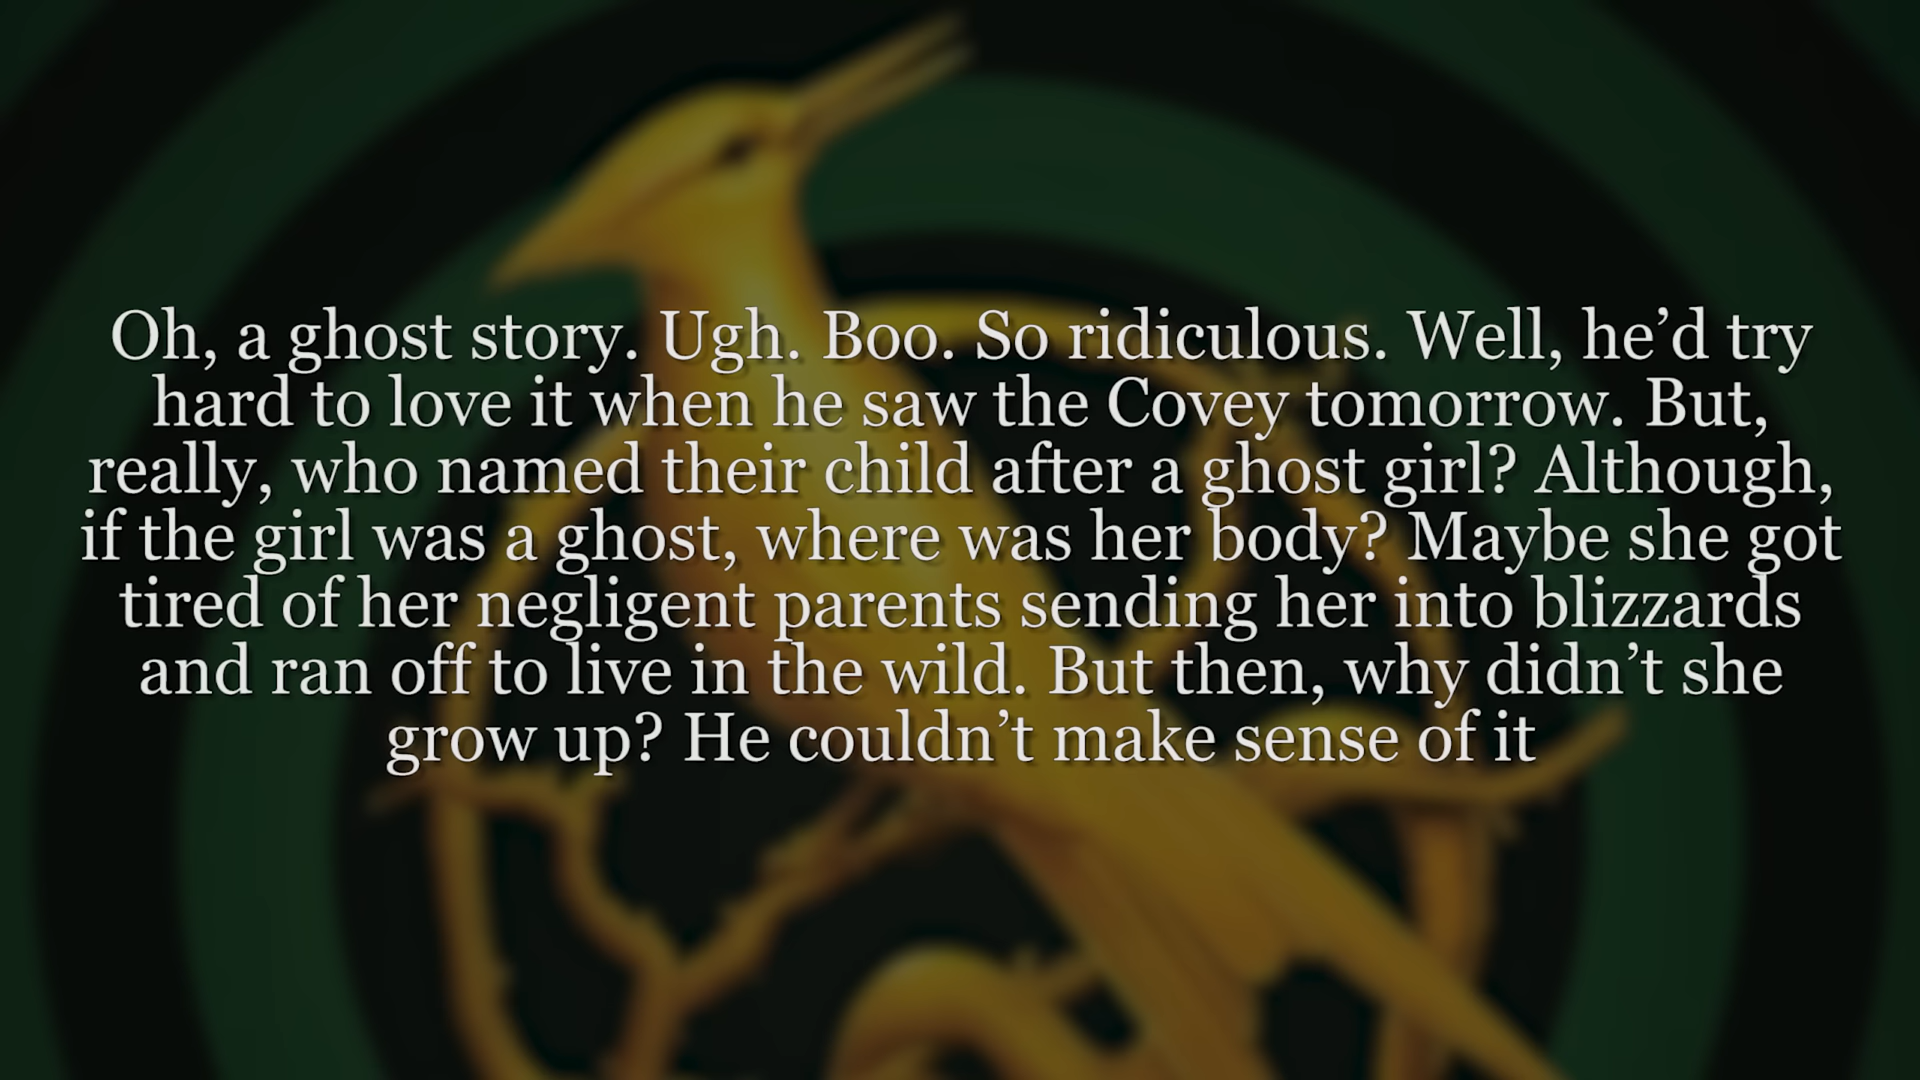 Oh, a ghost story. Ugh. Boo. So ridiculous. Well, he’d try
hard to love it when he saw the Covey tomorrow. But,
really, who named their child after a ghost girl? Although,
if the girl was a ghost, where was her body? Maybe she got
tired of her negligent parents sending her into blizzards
and ran off to live in the wild. But then, why didn’t she
grow up? He couldn’t make sense of it